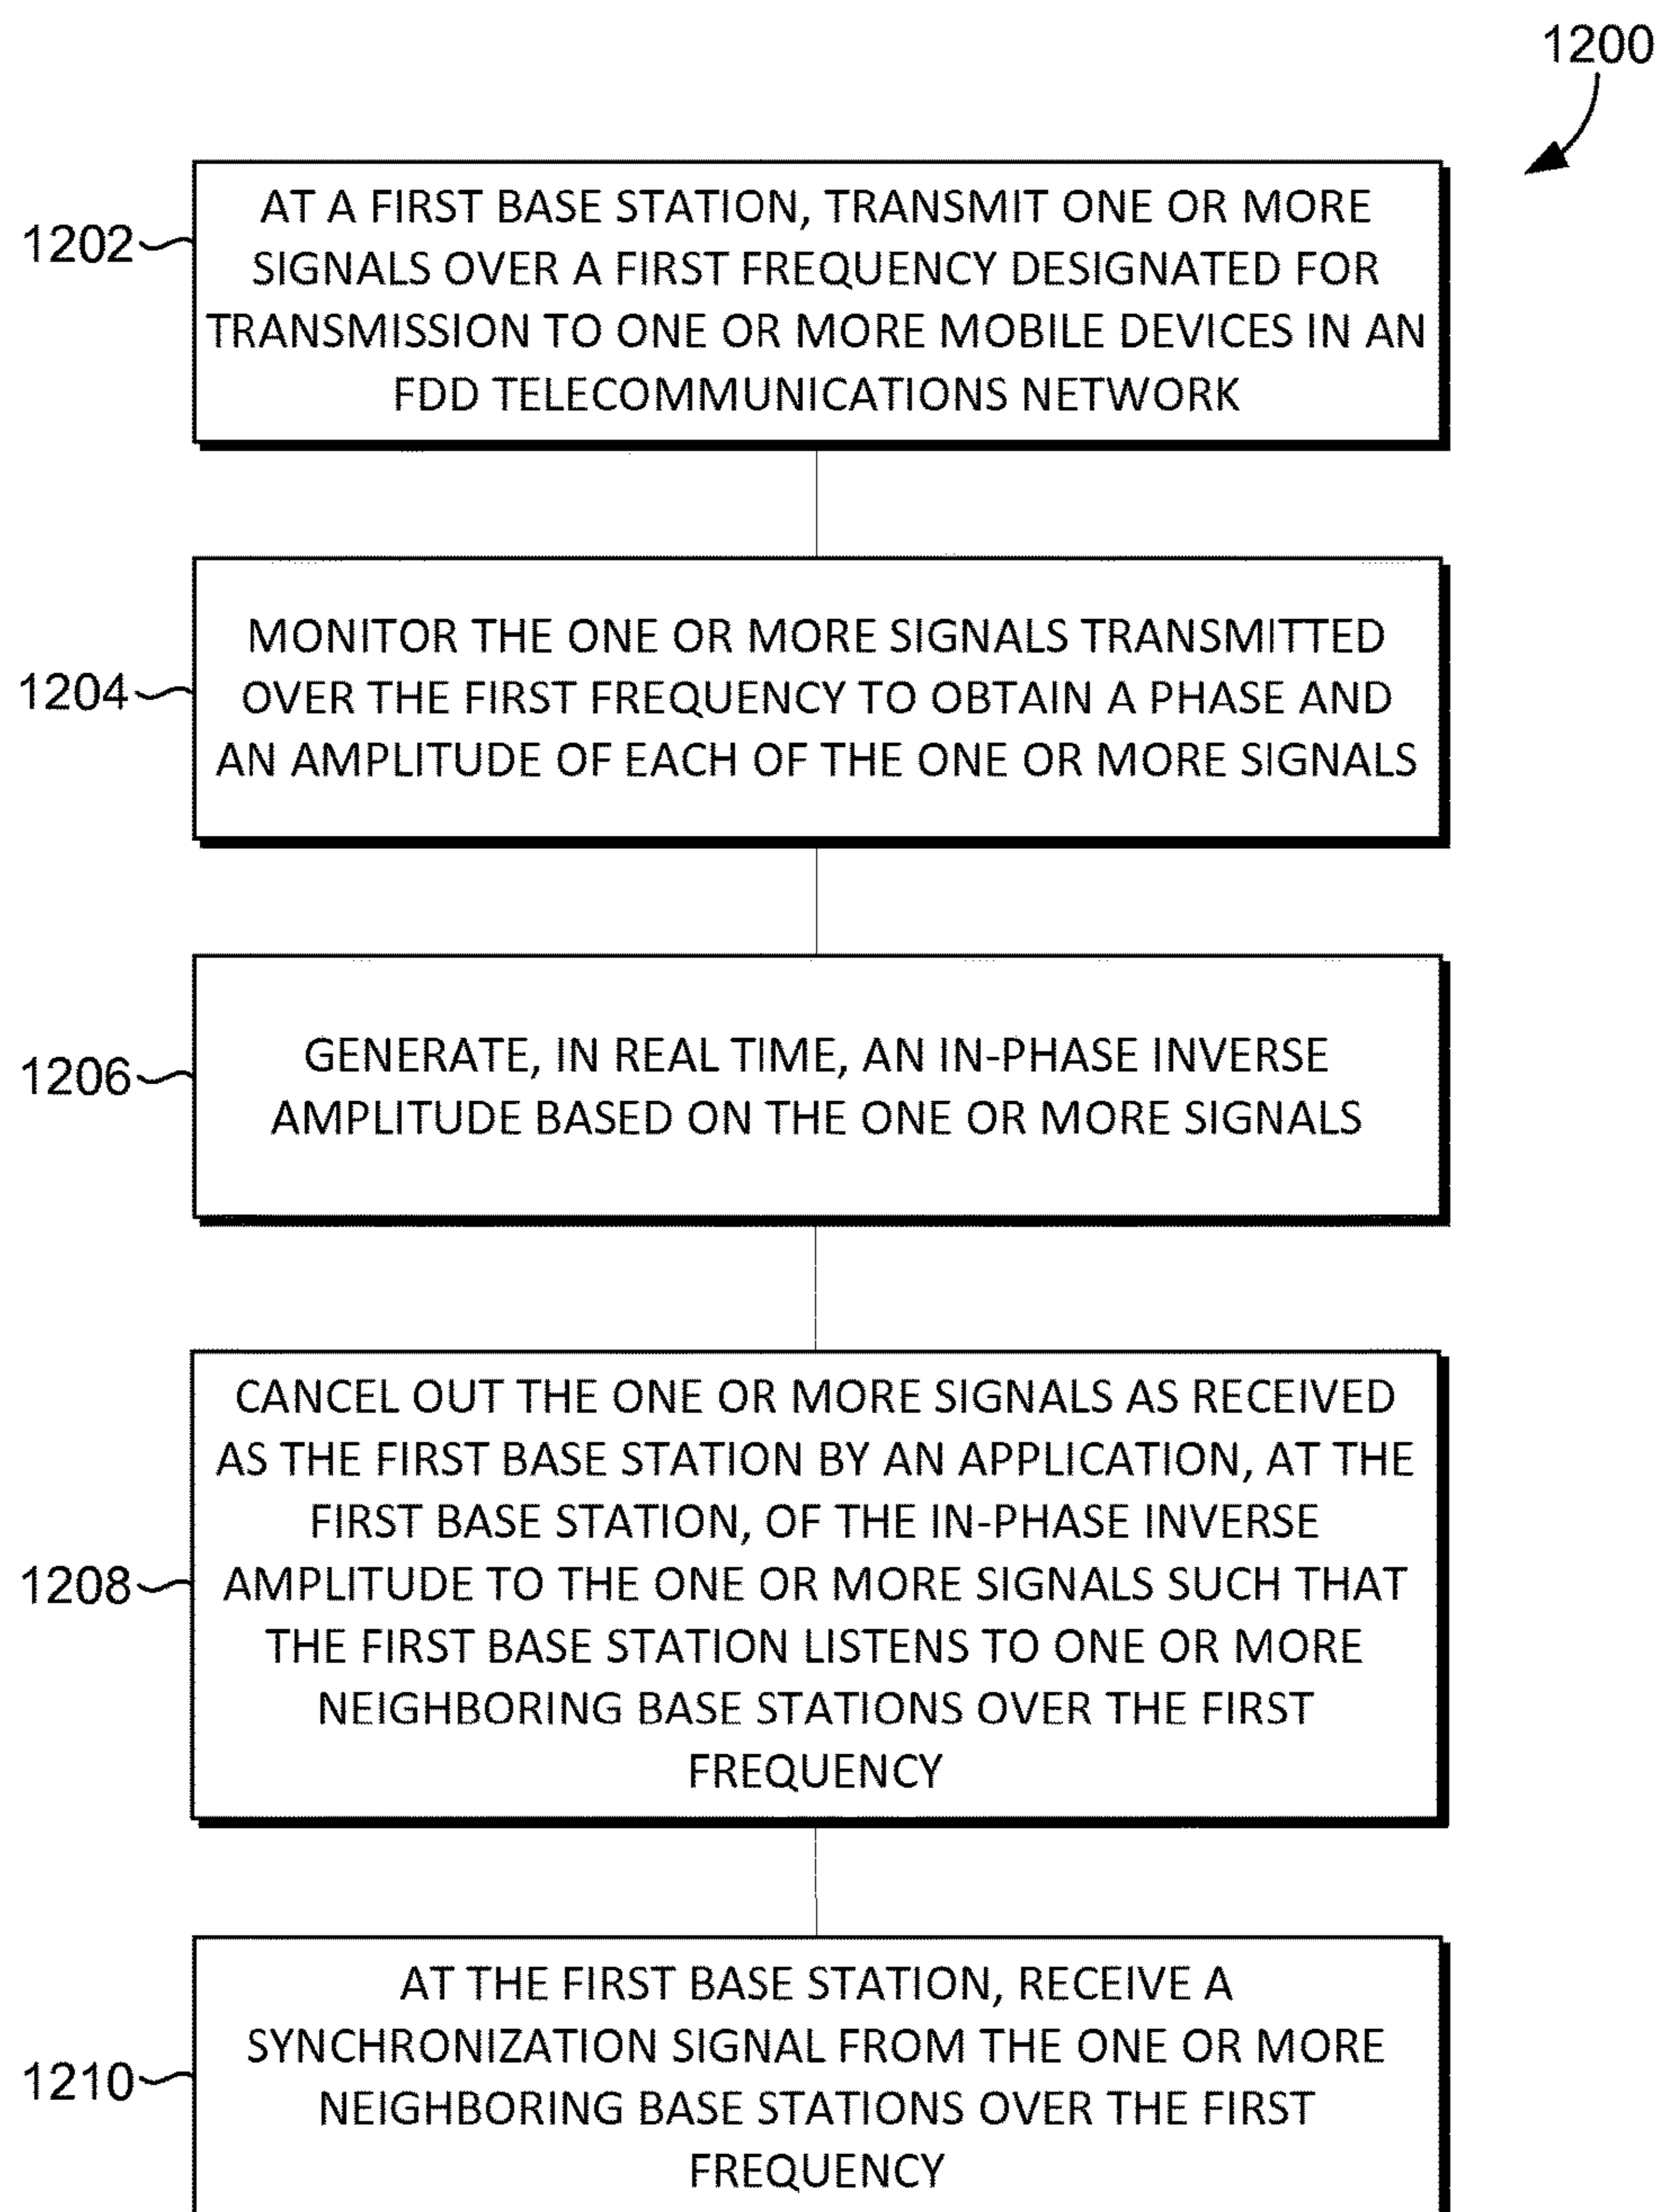 1200
1202
AT A FIRST BASE STATION, TRANSMIT ONE OR MORE
SIGNALS OVER A FIRST FREQUENCY DESIGNATED FOR
TRANSMISSION TO ONE OR MORE MOBILE DEVICES IN AN
FDD TELECOMMUNICATIONS NETWORK
1204
MONITOR THE ONE OR MORE SIGNALS TRANSMITTED
OVER THE FIRST FREQUENCY TO OBTAIN A PHASE AND
AN AMPLITUDE OF EACH OF THE ONE OR MORE SIGNALS
1206
GENERATE, IN REAL TIME, AN IN-PHASE INVERSE
AMPLITUDE BASED ON THE ONE OR MORE SIGNALS
1208
CANCEL OUT THE ONE OR MORE SIGNALS AS RECEIVED
AS THE FIRST BASE STATION BY AN APPLICATION, AT THE
FIRST BASE STATION, OF THE IN-PHASE INVERSE
AMPLITUDE TO THE ONE OR MORE SIGNALS SUCH THAT
THE FIRST BASE STATION LISTENS TO ONE OR MORE
NEIGHBORING BASE STATIONS OVER THE FIRST
FREQUENCY
1210
AT THE FIRST BASE STATION, RECEIVE A
SYNCHRONIZATION SIGNAL FROM THE ONE OR MORE
NEIGHBORING BASE STATIONS OVER THE FIRST
FREQUENCY